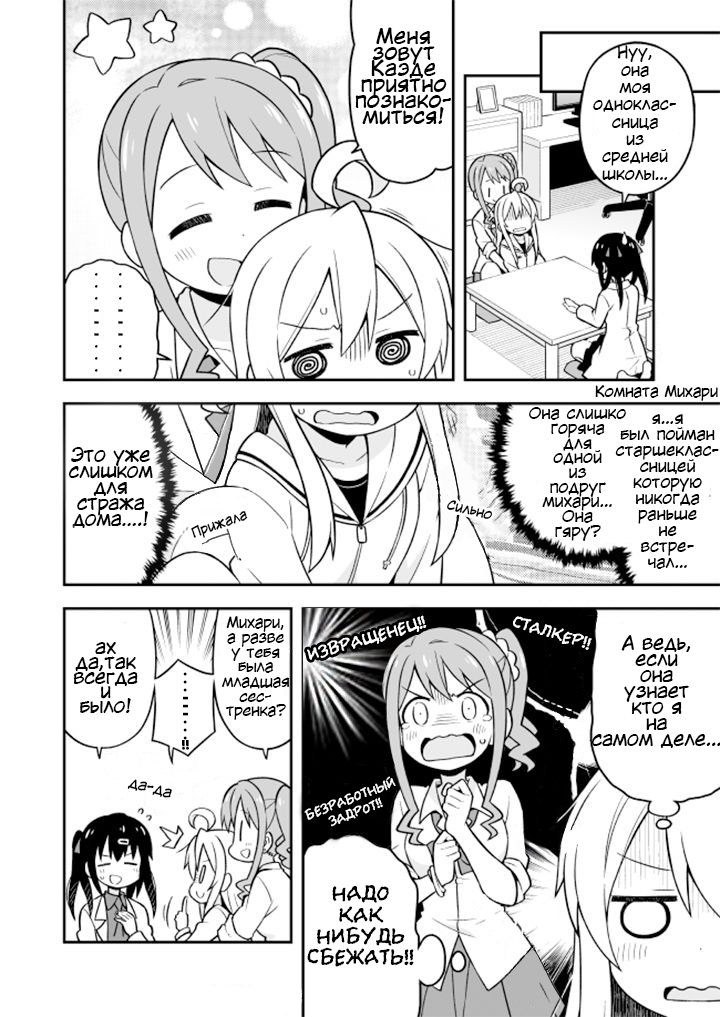 Нуу,
она
моя
однoклас-
сница
из
средней
школы...
Меня
зовут
Каэде
приятно
познако-
миться!
Комната Михари
я...я
был пойман
старшеклас-
сницей
которую
никогда
раньше
не
встре-
чал...
Она слишко
горяча
для
одной
из
подруг
михари...
Она
гяру?
Сильно
Прижала
Это уже
слишком
для
стража
дома....!
А ведь,
если
она
узнает
кто я
на
самом деле...
СТАЛКЕР!!
ИЗВРАЩЕНЕЦ!!
БЕЗРАБОТНЫЙ
ЗАДРОТ!!
НАДО
КАК
НИБУДЬ
СБЕЖАТЬ!!
Михари,
а разве
у тебя
была
младшая
сес-
тренка?
......!!
ах
да,так
всегда
и
было!
да-да